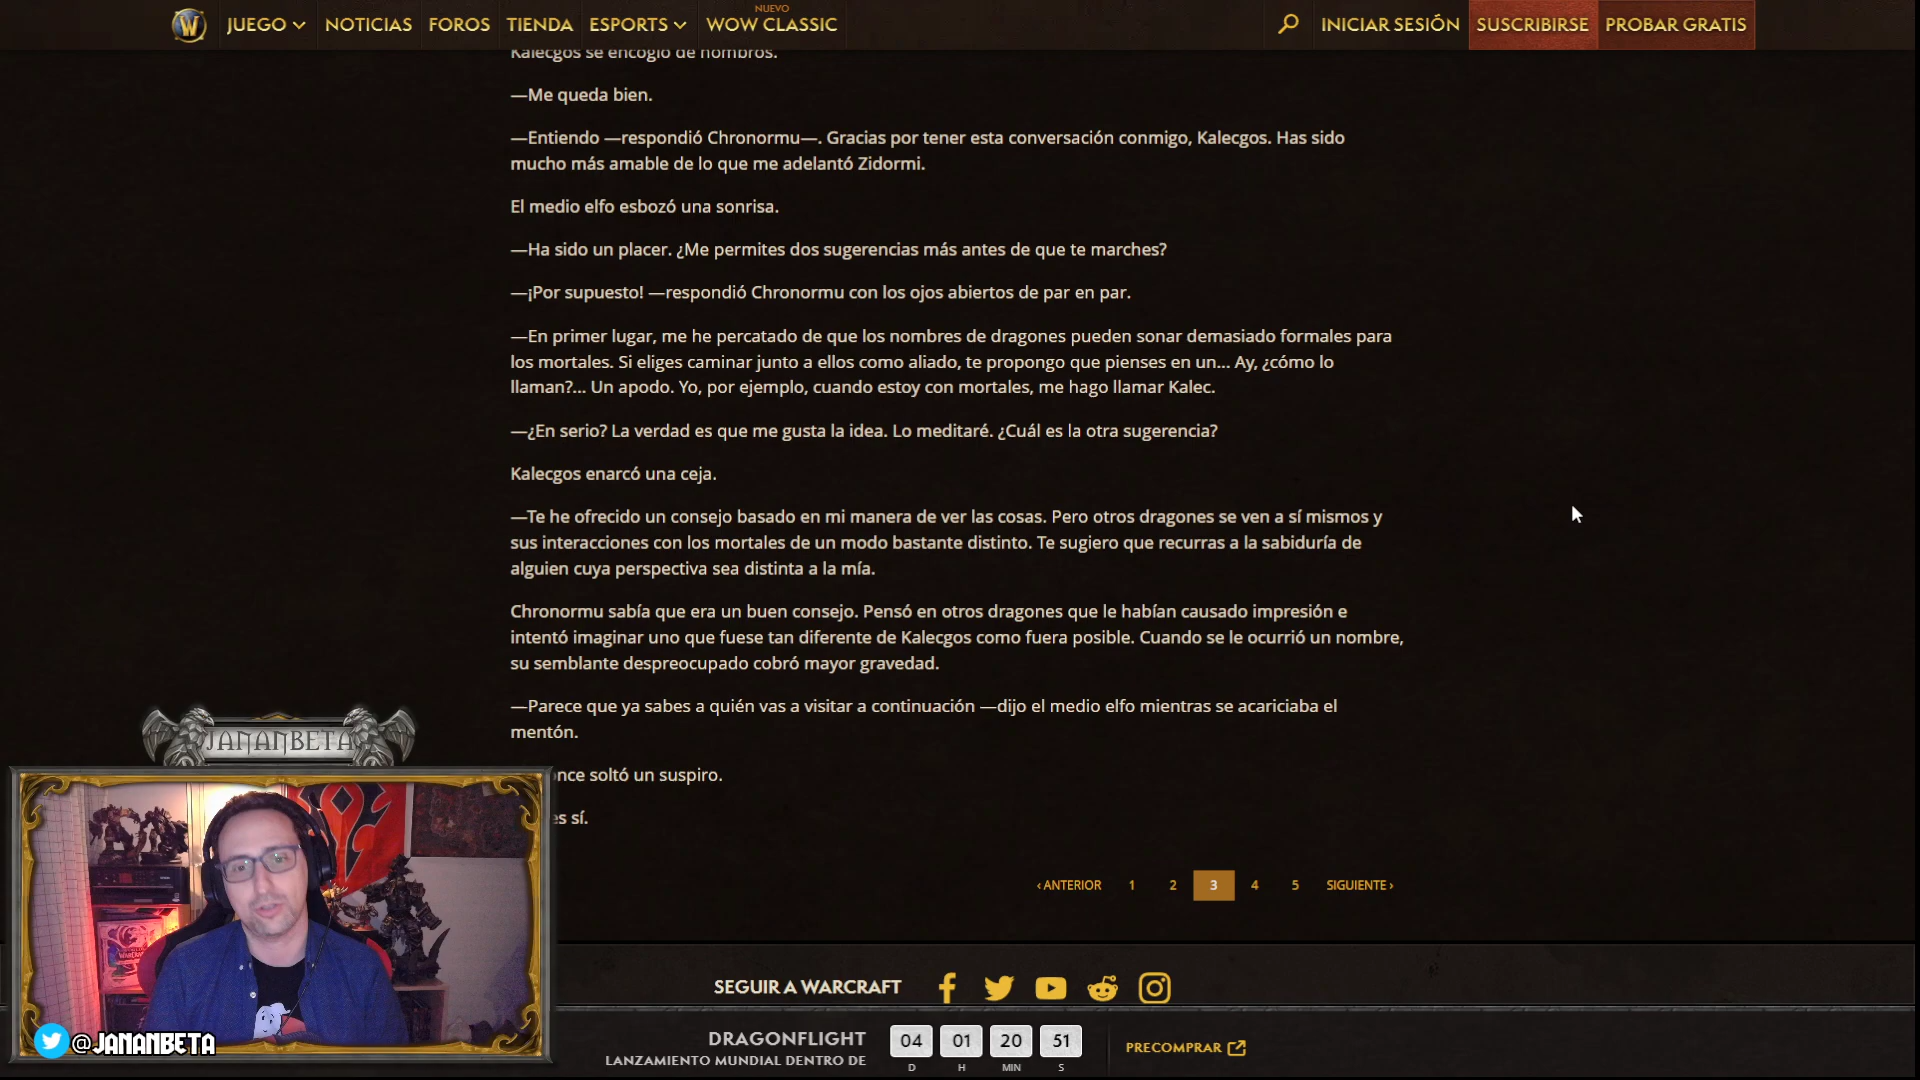 JUEGO
NOTICIAS
FOROS
TIENDA
ESPORTS
NUEVO
WOW CLASSIC
INICIAR SESIÓN
SUSCRIBIRSE
PROBAR GRATIS
Kalecgos se encogió de hombros.
—Me queda bien.
—Entiendo —respondió Chronormu—. Gracias por tener esta conversación conmigo, Kalecgos. Has sido
mucho más amable de lo que me adelantó Zidormi.
El medio elfo esbozó una sonrisa.
—Ha sido un placer. ¿Me permites dos sugerencias más antes de que te marches?
—¡Por supuesto! —respondió Chronormu con los ojos abiertos de par en par.
—En primer lugar, me he percatado de que los nombres de dragones pueden sonar demasiado formales para
los mortales. Si eliges caminar junto a ellos como aliado, te propongo que pienses en un... Ay, ¿cómo lo
llaman?... Un apodo. Yo, por ejemplo, cuando estoy con mortales, me hago llamar Kalec.
—¿En serio? La verdad es que me gusta la idea. Lo meditaré. ¿Cuál es la otra sugerencia?
Kalecgos enarcó una ceja.
—Te he ofrecido un consejo basado en mi manera de ver las cosas. Pero otros dragones se ven a sí mismos y
sus interacciones con los mortales de un modo bastante distinto. Te sugiero que recurras a la sabiduría de
alguien cuya perspectiva sea distinta a la mía.
Chronormu sabía que era un buen consejo. Pensó en otros dragones que le habían causado impresión e
intentó imaginar uno que fuese tan diferente de Kalecgos como fuera posible. Cuando se le ocurrió un nombre,
su semblante despreocupado cobró mayor gravedad.
—Parece que ya sabes a quién vas a visitar a continuación —dijo el medio elfo mientras se acariciaba el
mentón.
once soltó un suspiro.
es sí.
JANANBETA
‹ ANTERIOR 1 2 3 4 5 SIGUIENTE ›
SEGUIR A WARCRAFT
@JANANBETA
DRAGONFLIGHT
LANZAMIENTO MUNDIAL DENTRO DE
04 01 20 51
D H MIN S
PRECOMPRAR